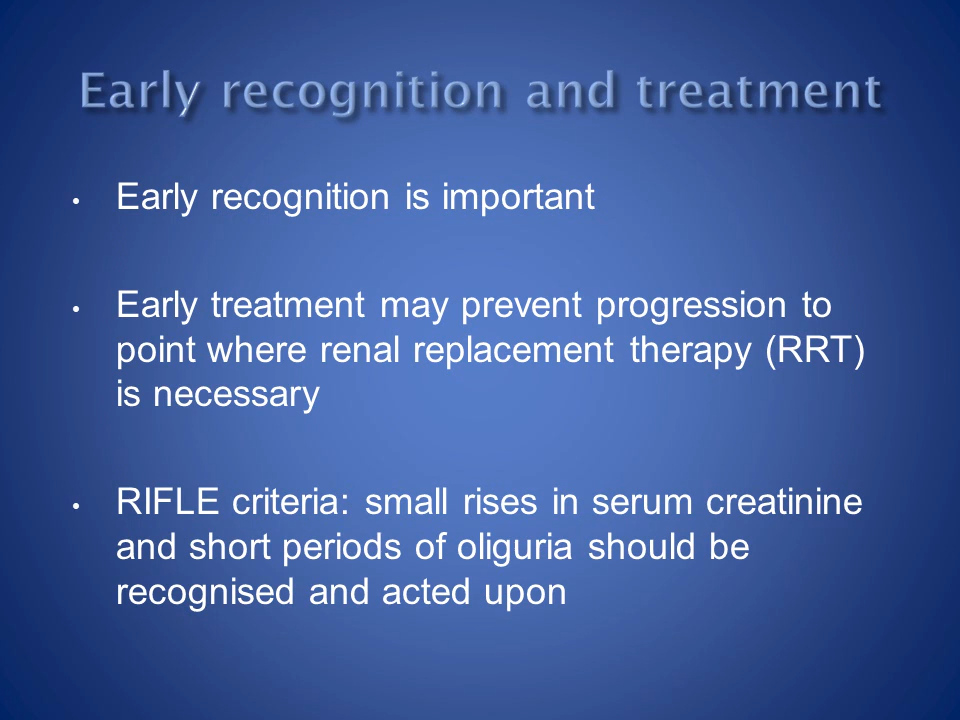 Early recognition and treatment
• Early recognition is important
• Early treatment may prevent progression to
point where renal replacement therapy (RRT)
is necessary
• RIFLE criteria: small rises in serum creatinine
and short periods of oliguria should be
recognised and acted upon